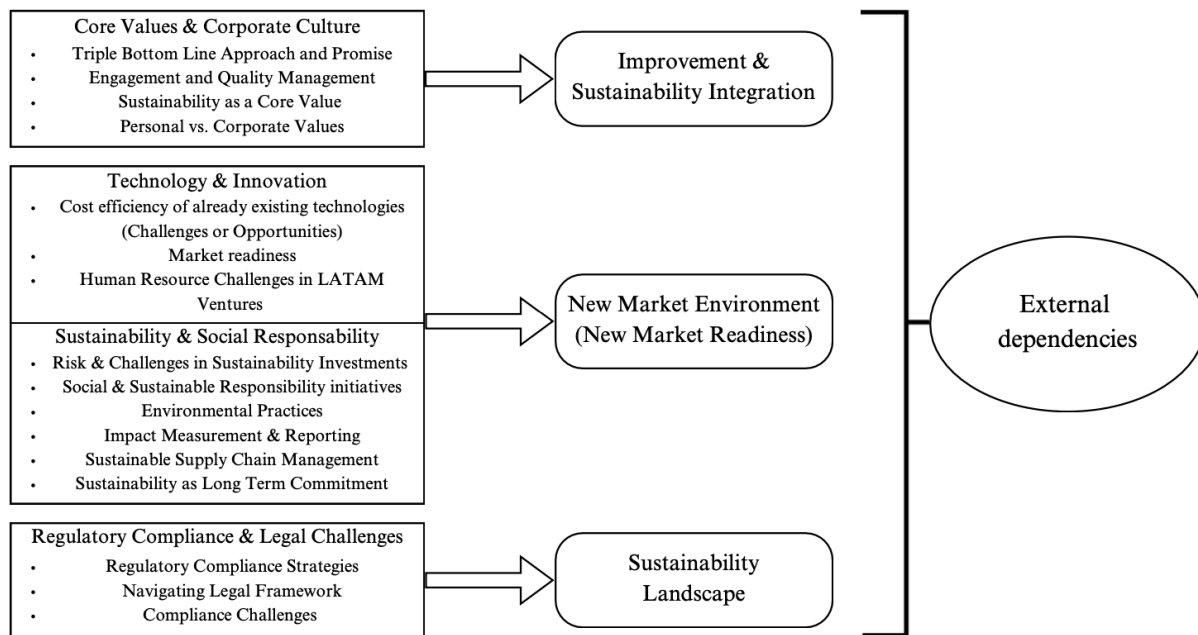 Core Values & Corporate Culture
• Triple Bottom Line Approach and Promise
• Engagement and Quality Management
• Sustainability as a Core Value
• Personal vs. Corporate Values
Improvement &
Sustainability Integration
Technology & Innovation
• Cost efficiency of already existing technologies
(Challenges or Opportunities)
• Market readiness
• Human Resource Challenges in LATAM
Ventures
Sustainability & Social Responsability
• Risk & Challenges in Sustainability Investments
• Social & Sustainable Responsibility initiatives
• Environmental Practices
• Impact Measurement & Reporting
• Sustainable Supply Chain Management
• Sustainability as Long Term Commitment
New Market Environment
(New Market Readiness)
Regulatory Compliance & Legal Challenges
• Regulatory Compliance Strategies
• Navigating Legal Framework
• Compliance Challenges
Sustainability
Landscape
External
dependencies